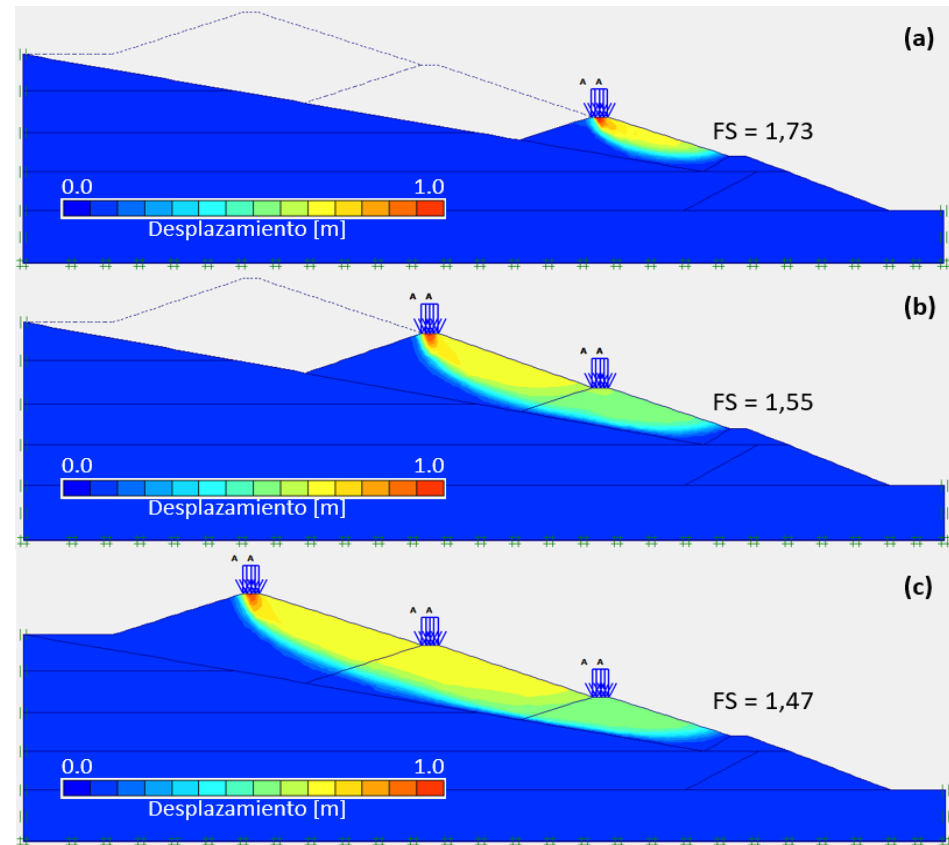 (a)
A A
FS = 1,73
0.0 1.0
Desplazamiento [m]
(b)
A A
A A
FS = 1,55
0.0 1.0
Desplazamiento [m]
A A
(c)
A A
A A
FS = 1,47
0.0 1.0
Desplazamiento [m]